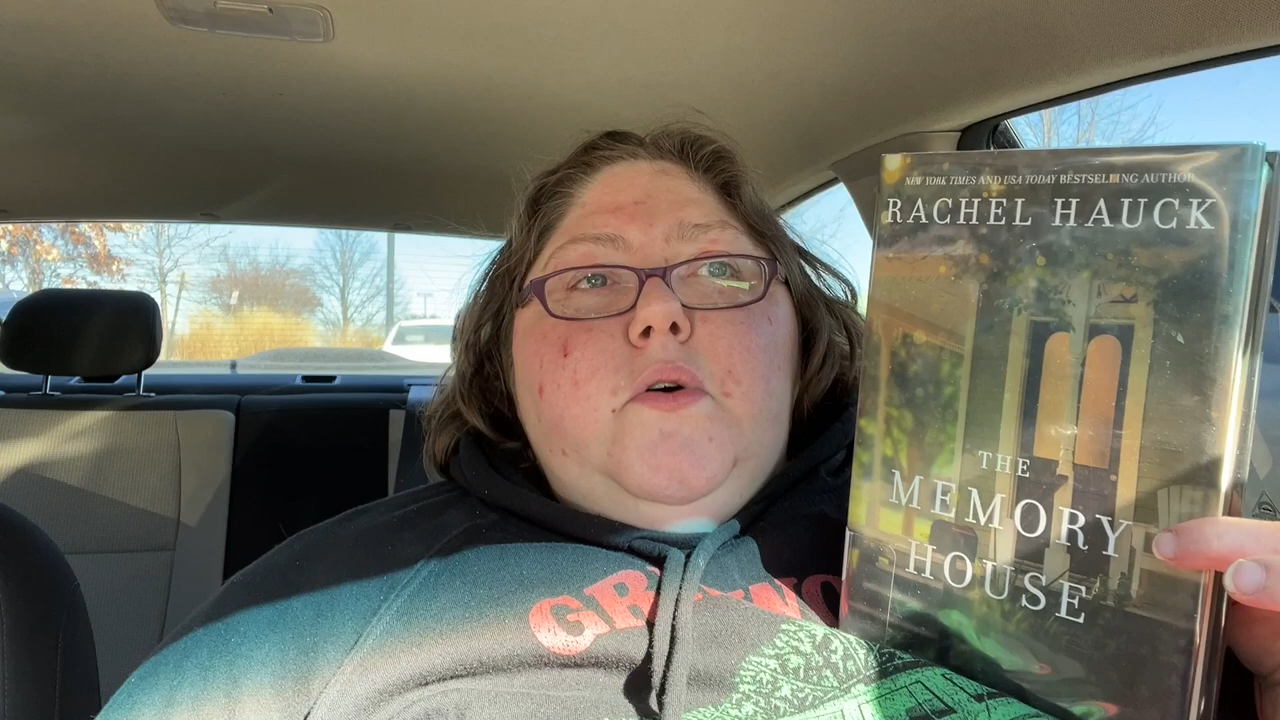 NEW YORK TIMES AND USA TODAY BESTSELLING AUTHOR
RACHEL HAUCK
THE
MEMORY
HOUSE